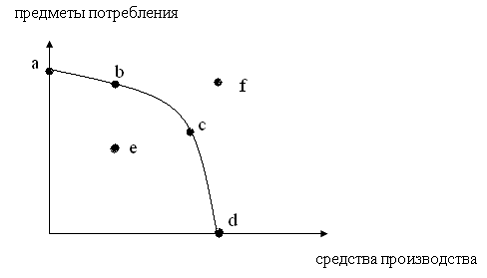 предметы потребления
a
b
f
c
e
d
средства производства